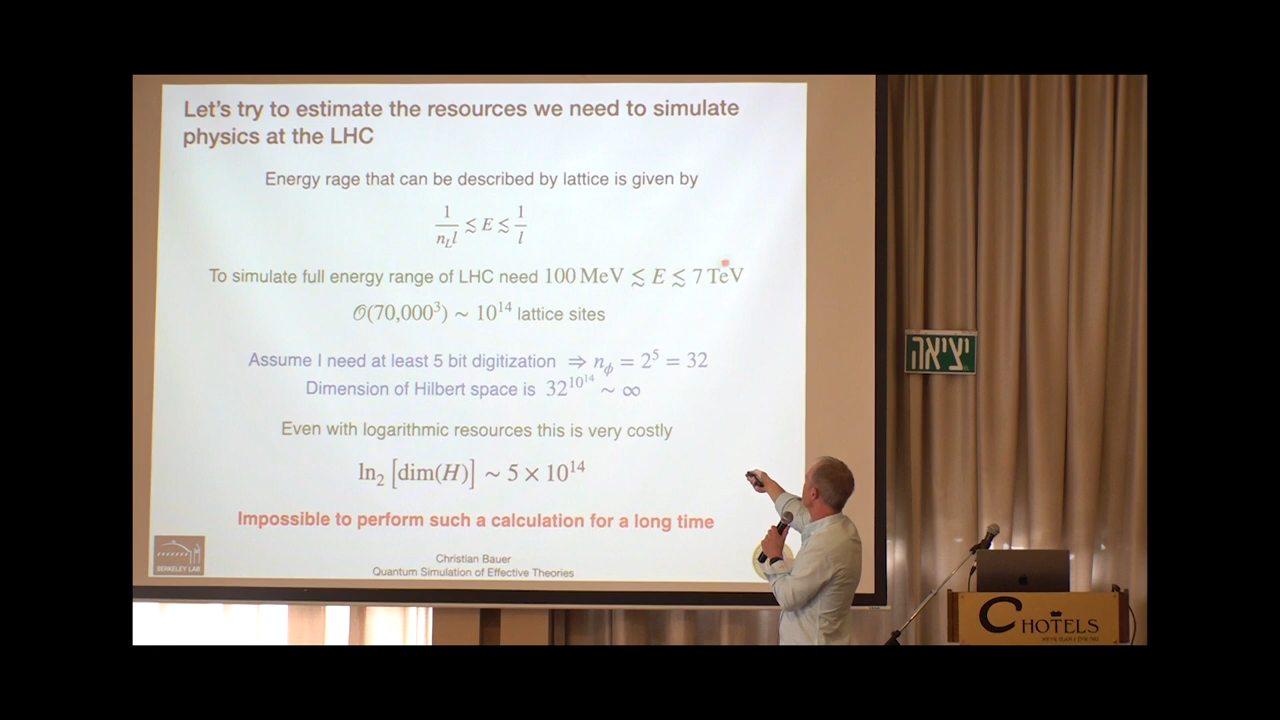 Let's try to estimate the resources we need to simulate
physics at the LHC
Energy rage that can be described by lattice is given by
1/(n_L l) ≲ E ≲ 1/l
To simulate full energy range of LHC need 100 MeV ≲ E ≲ 7 TeV
𝒪(70,000³) ~ 10¹⁴ lattice sites
Assume I need at least 5 bit digitization ⇒ n_ϕ = 2⁵ = 32
Dimension of Hilbert space is 32^10^14 ~ ∞
Even with logarithmic resources this is very costly
ln₂ [dim(H)] ~ 5 × 10¹⁴
Impossible to perform such a calculation for a long time
BERKELEY LAB
Christian Bauer
Quantum Simulation of Effective Theories
יציאה
C HOTELS